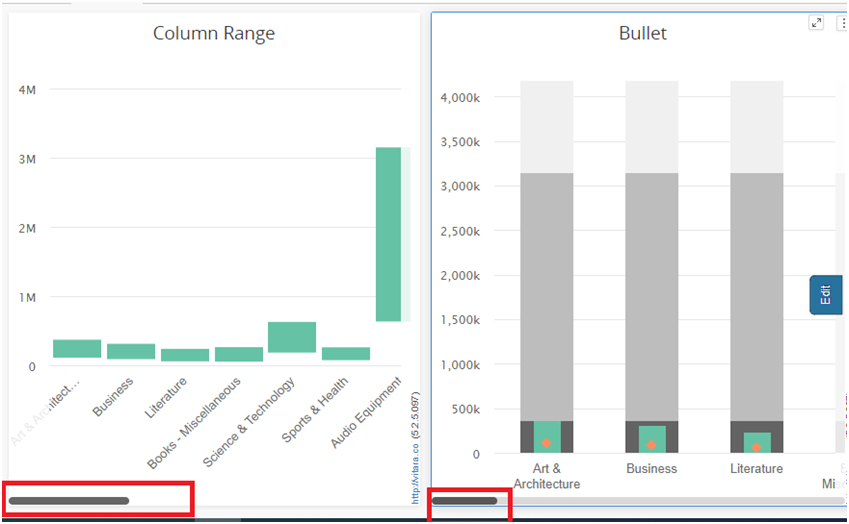 Column Range
4M
3M
2M
1M
0
Art & Architect...
Business
Literature
Books - Miscellaneous
Science & Technology
Sports & Health
Audio Equipment
http://vitara.co (5.2.5.097)
Bullet
4,000k
3,500k
3,000k
2,500k
2,000k
1,500k
1,000k
500k
0
Art &
Architecture
Business
Literature
Edit